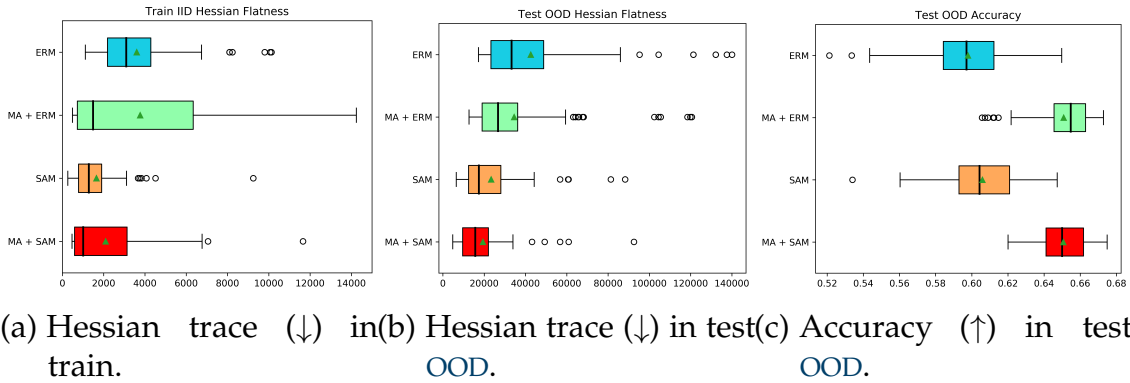 Train IID Hessian Flatness
ERM
MA + ERM
SAM
MA + SAM
0 2000 4000 6000 8000 10000 12000 14000
(a) Hessian trace (↓) in
train.
Test OOD Hessian Flatness
ERM
MA + ERM
SAM
MA + SAM
0 20000 40000 60000 80000 100000 120000 140000
(b) Hessian trace (↓) in test
OOD.
Test OOD Accuracy
ERM
MA + ERM
SAM
MA + SAM
0.52 0.54 0.56 0.58 0.60 0.62 0.64 0.66 0.68
(c) Accuracy (↑) in test
OOD.